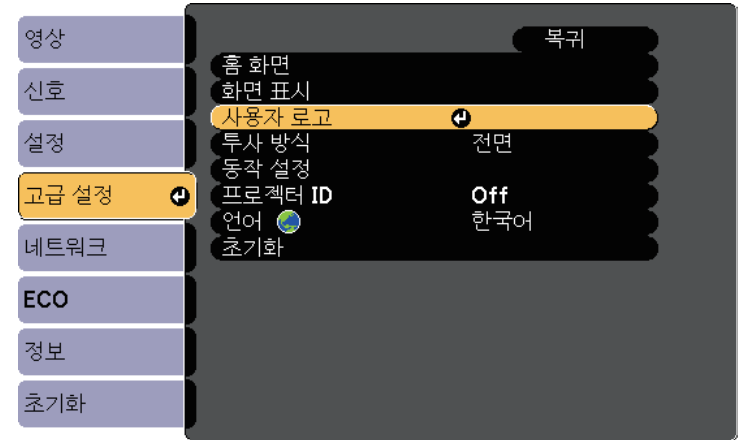 영상
신호
설정
고급 설정
네트워크
ECO
정보
초기화
복귀
홈 화면
화면 표시
사용자 로고
투사 방식 전면
동작 설정
프로젝터 ID Off
언어 한국어
초기화